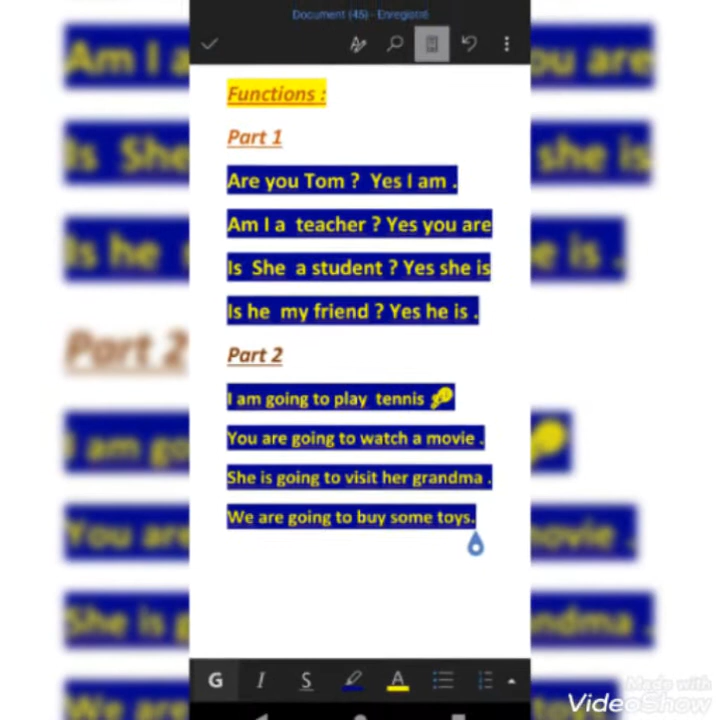 Document (45) - Enregistré
Functions :
Part 1
Are you Tom ? Yes I am .
Am I a teacher ? Yes you are
Is She a student ? Yes she is
Is he my friend ? Yes he is .
Part 2
I am going to play tennis
You are going to watch a movie .
She is going to visit her grandma .
We are going to buy some toys.
G I S A
Made with
VideoShow